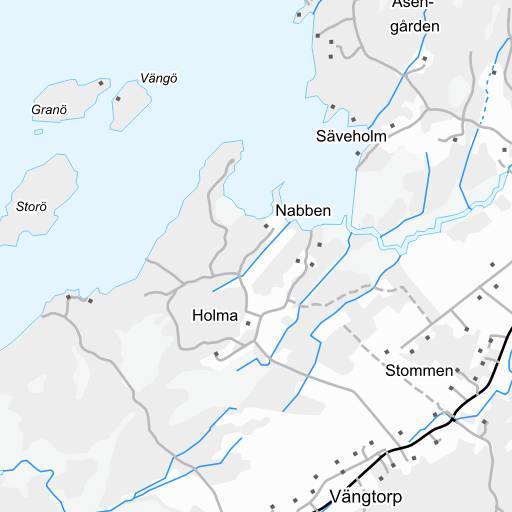 Åsen-
gården
Vängö
Granö
Säveholm
Storö
Nabben
Holma
Stommen
Vängtorp